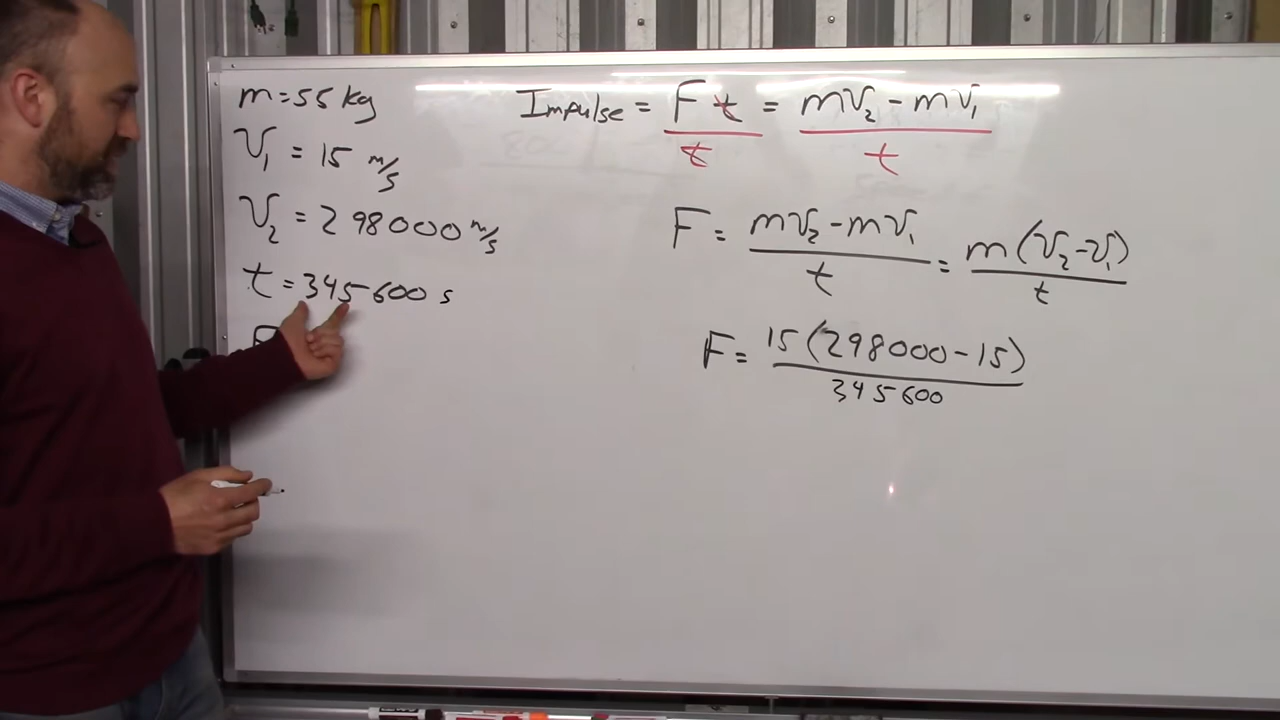 m = 55 kg
V₁ = 15 m/s
V₂ = 298000 m/s
t = 345600 s
F
Impulse = Ft/t = (mV₂ - mV₁)/t
F = (mV₂ - mV₁)/t = m(V₂ - V₁)/t
F = 15(298000 - 15)/345600